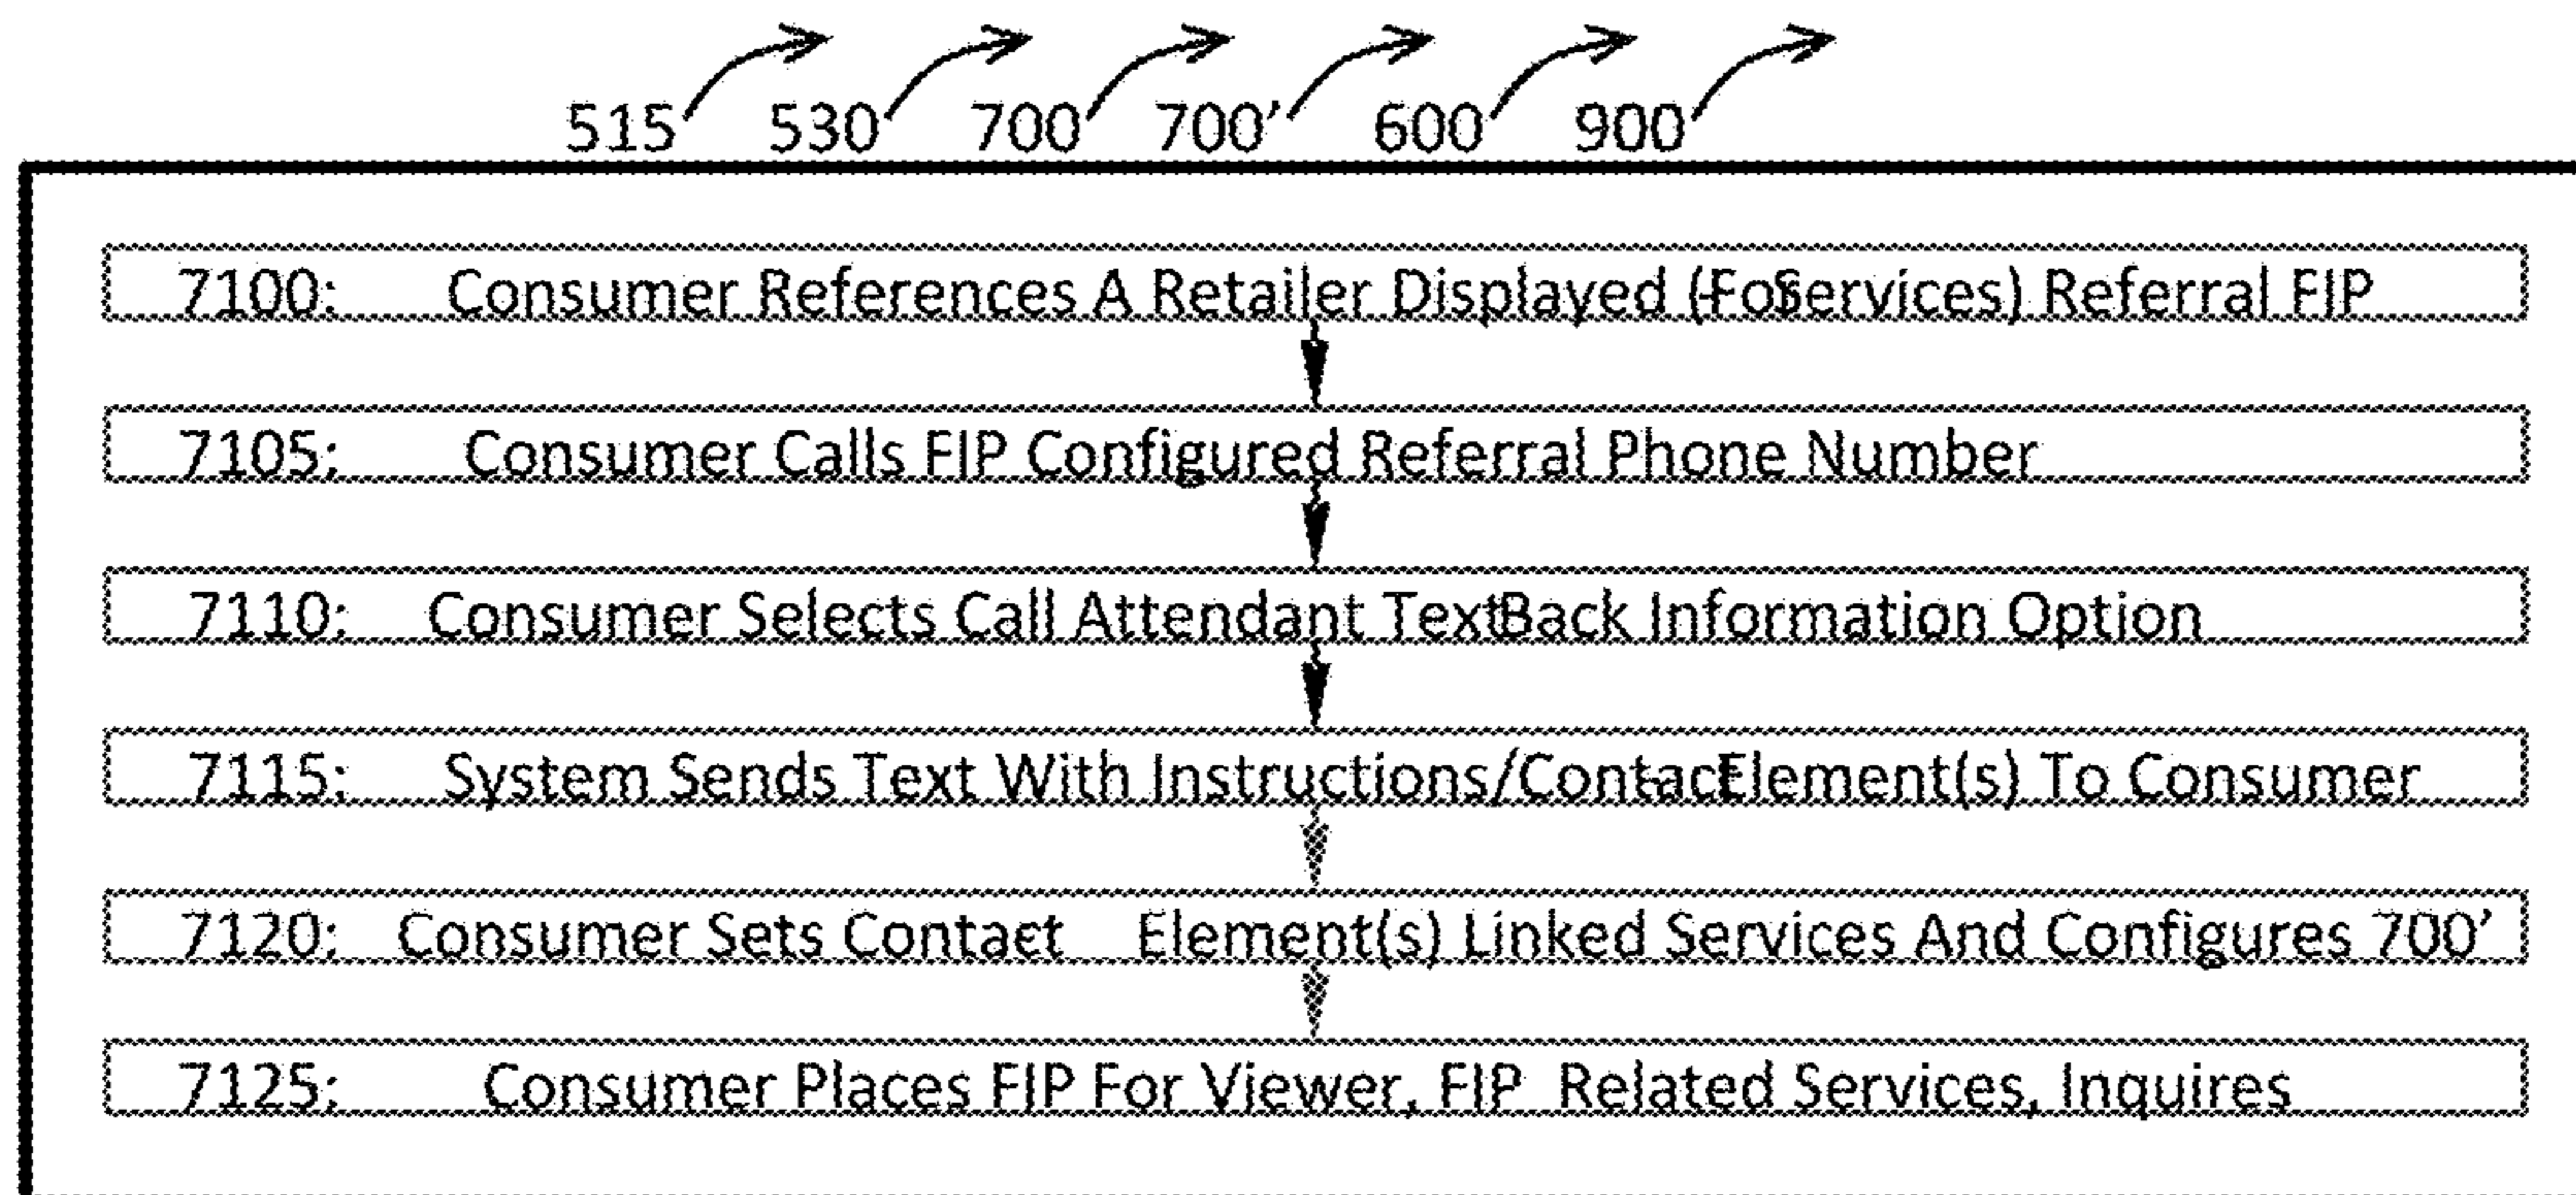 515 530 700 700’ 600 900
7100: Consumer References A Retailer Displayed (For-Services) Referral FIP
7105: Consumer Calls FIP Configured Referral Phone Number
7110: Consumer Selects Call Attendant Text-Back Information Option
7115: System Sends Text With Instructions/Contact-Element(s) To Consumer
7120: Consumer Sets Contact Element(s) Linked Services And Configures 700’
7125: Consumer Places FIP For Viewer, FIP Related Services, Inquires